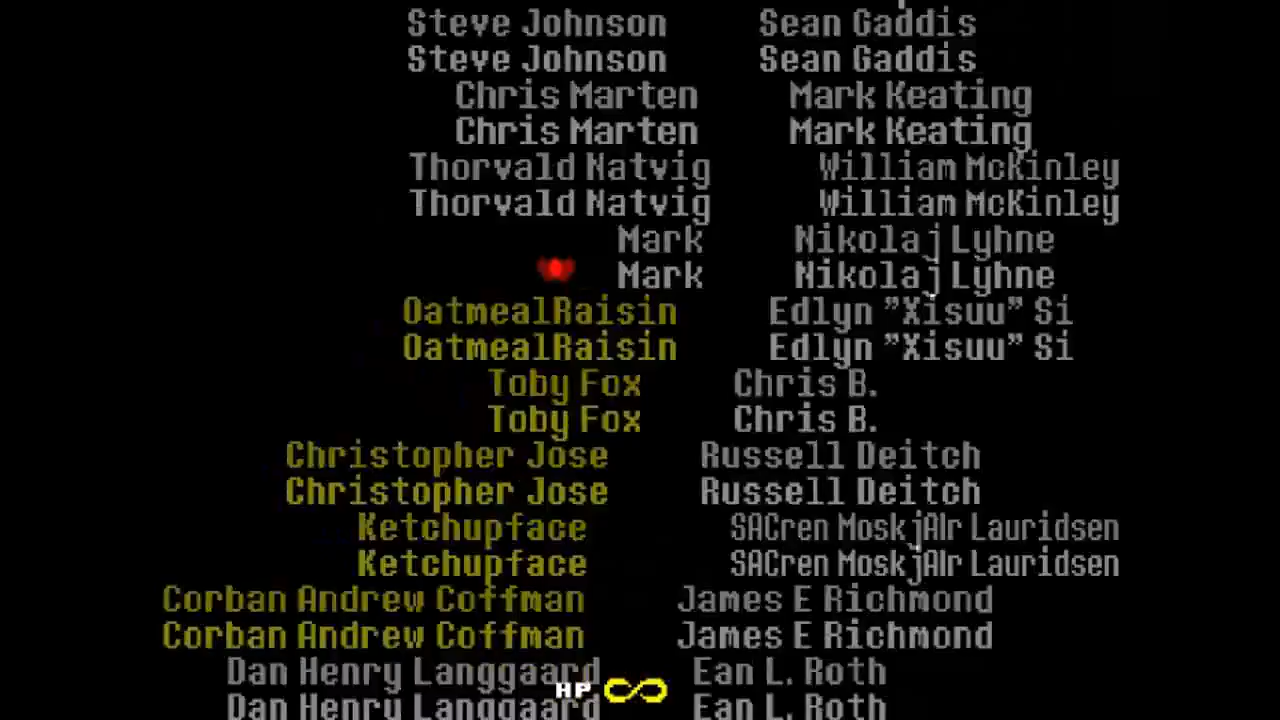 Steve Johnson Sean Gaddis
Steve Johnson Sean Gaddis
Chris Marten Mark Keating
Chris Marten Mark Keating
Thorvald Natvig William McKinley
Thorvald Natvig William McKinley
Mark Nikolaj Lyhne
Mark Nikolaj Lyhne
OatmealRaisin Edlyn "Xisuu" Si
OatmealRaisin Edlyn "Xisuu" Si
Toby Fox Chris B.
Toby Fox Chris B.
Christopher Jose Russell Deitch
Christopher Jose Russell Deitch
Ketchupface SACren MoskjAlr Lauridsen
Ketchupface SACren MoskjAlr Lauridsen
Corban Andrew Coffman James E Richmond
Corban Andrew Coffman James E Richmond
Dan Henry Langgaard Ean L. Roth
HP ∞
Dan Henry Langgaard Ean L. Roth